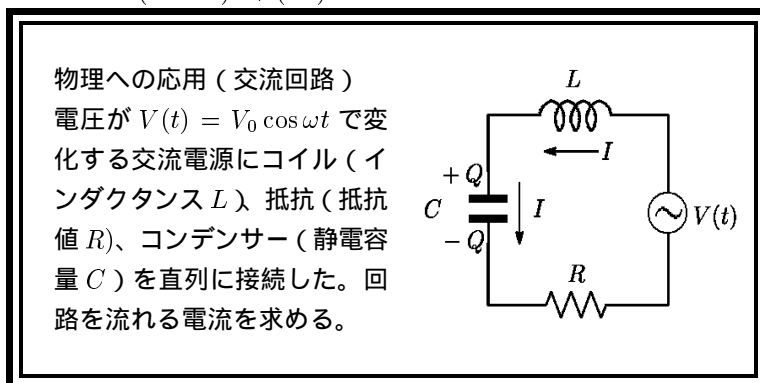 物理への応用（交流回路）
電圧が V(t) = V₀ cos ωt で変
化する交流電源にコイル（イ
ンダクタンス L）、抵抗（抵抗
値 R)、コンデンサー（静電容
量 C）を直列に接続した。回
路を流れる電流を求める。
L
I
+ Q
C
I
− Q
V(t)
R